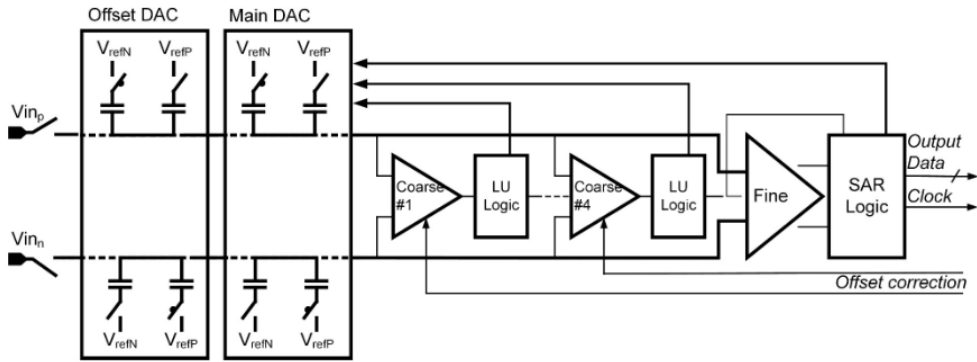 Offset DAC
Main DAC
VrefN
VrefP
VrefN
VrefP
Vinp
Output
Data
Coarse
#1
LU
Logic
Coarse
#4
LU
Logic
Fine
SAR
Logic
Clock
Vinn
Offset correction
VrefN
VrefP
VrefN
VrefP